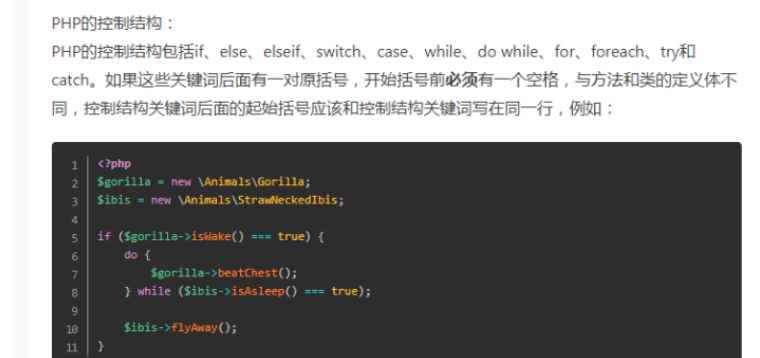 PHP的控制结构：
PHP的控制结构包括if、else、elseif、switch、case、while、do while、for、foreach、try和
catch。如果这些关键词后面有一对原括号，开始括号前必须有一个空格，与方法和类的定义体不
同，控制结构关键词后面的起始括号应该和控制结构关键词写在同一行，例如：
1 <?php
2 $gorilla = new \Animals\Gorilla;
3 $ibis = new \Animals\StrawNeckedIbis;
4
5 if ($gorilla->isWake() === true) {
6     do {
7         $gorilla->beatChest();
8     } while ($ibis->isAsleep() === true);
9
10     $ibis->flyAway();
11 }